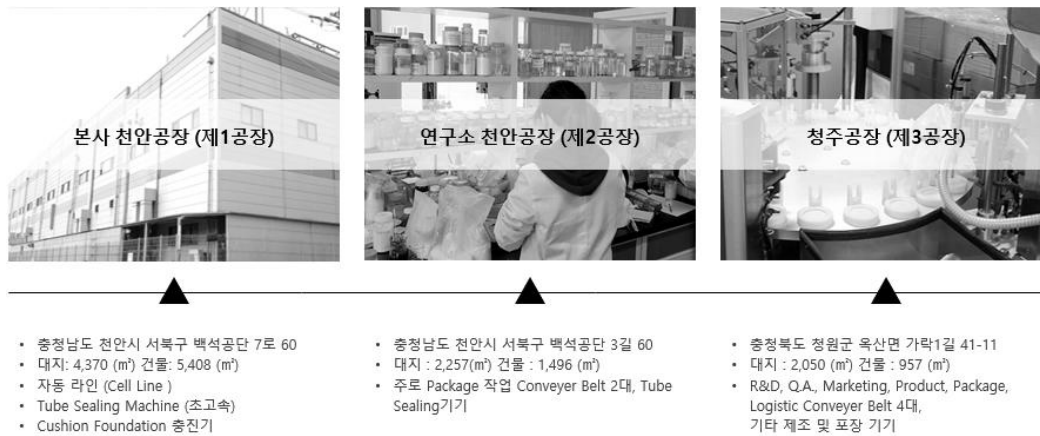 본사 천안공장 (제1공장)
연구소 천안공장 (제2공장)
청주공장 (제3공장)
• 충청남도 천안시 서북구 백석공단 7로 60
• 대지: 4,370 (㎡) 건물: 5,408 (㎡)
• 자동 라인 (Cell Line )
• Tube Sealing Machine (초고속)
• Cushion Foundation 충진기
• 충청남도 천안시 서북구 백석공단 3길 60
• 대지 : 2,257(㎡) 건물 : 1,496 (㎡)
• 주로 Package 작업 Conveyer Belt 2대, Tube
Sealing기기
• 충청북도 청원군 옥산면 가락1길 41-11
• 대지 : 2,050 (㎡) 건물 : 957 (㎡)
• R&D, Q.A., Marketing, Product, Package,
Logistic Conveyer Belt 4대,
기타 제조 및 포장 기기